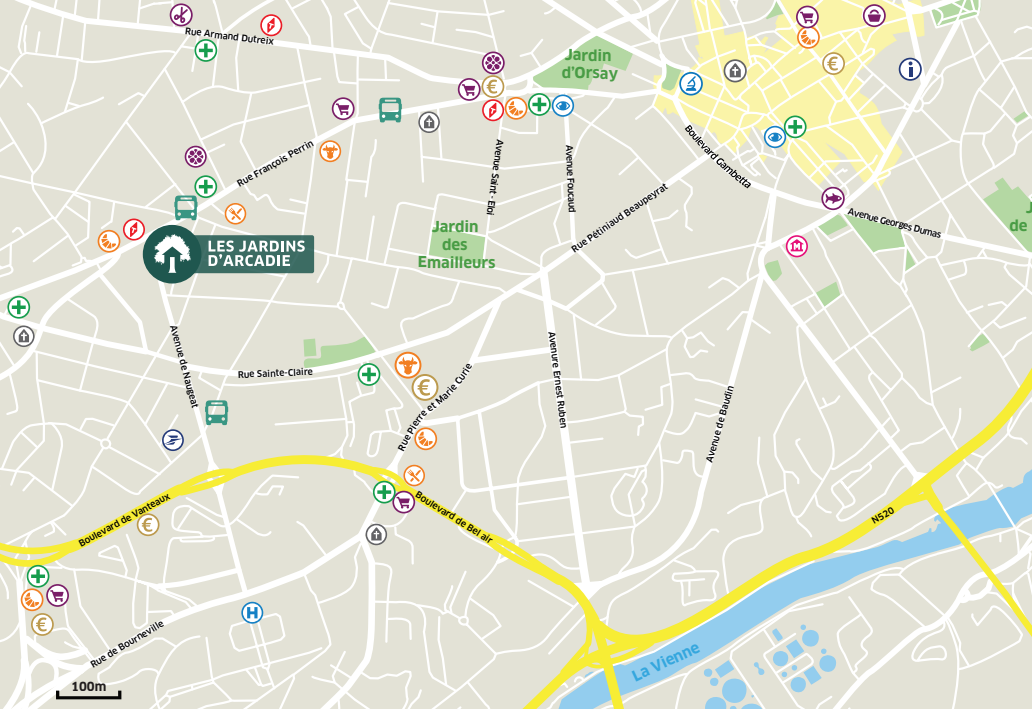 Rue Armand Dutreix
Jardin
d'Orsay
€
€
i
Rue François Perrin
Avenue Saint - Eloi
Avenue Foucaud
Boulevard Gambetta
Rue Pétiniaud Beaupeyrat
Avenue Georges Dumas
J
de
LES JARDINS
D'ARCADIE
Jardin
des
Emailleurs
Avenue de Naugeat
Rue Sainte-Claire
€
Rue Pierre et Marie Curie
Avenure Ernest Ruben
Avenue de Baudin
Boulevard de Vanteaux
€
Boulevard de Bel air
N520
€
H
Rue de Bourneville
La Vienne
100m